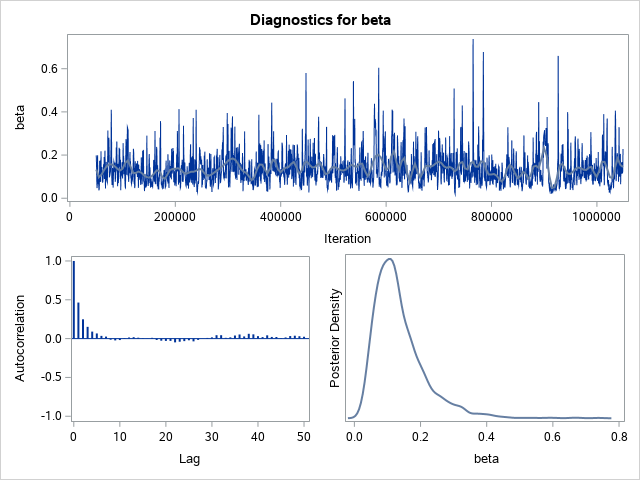 Diagnostics for beta
beta
0.6
0.4
0.2
0.0
0 200000 400000 600000 800000 1000000
Iteration
Autocorrelation
1.0
0.5
0.0
-0.5
-1.0
0 10 20 30 40 50
Lag
Posterior Density
0.0 0.2 0.4 0.6 0.8
beta